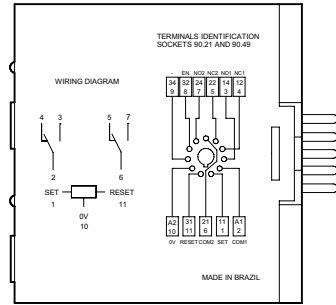 TERMINALS IDENTIFICATION
SOCKETS 90.21 AND 90.49
- EN. NO2 NC2 NO1 NC1
34 32 24 22 14 12
9 8 7 5 3 4
WIRING DIAGRAM
4 3 5 7
2 6
SET RESET
1 11
0V
10
A2 31 21 11 A1
10 11 6 1 2
0V RESET COM2 SET COM1
MADE IN BRAZIL